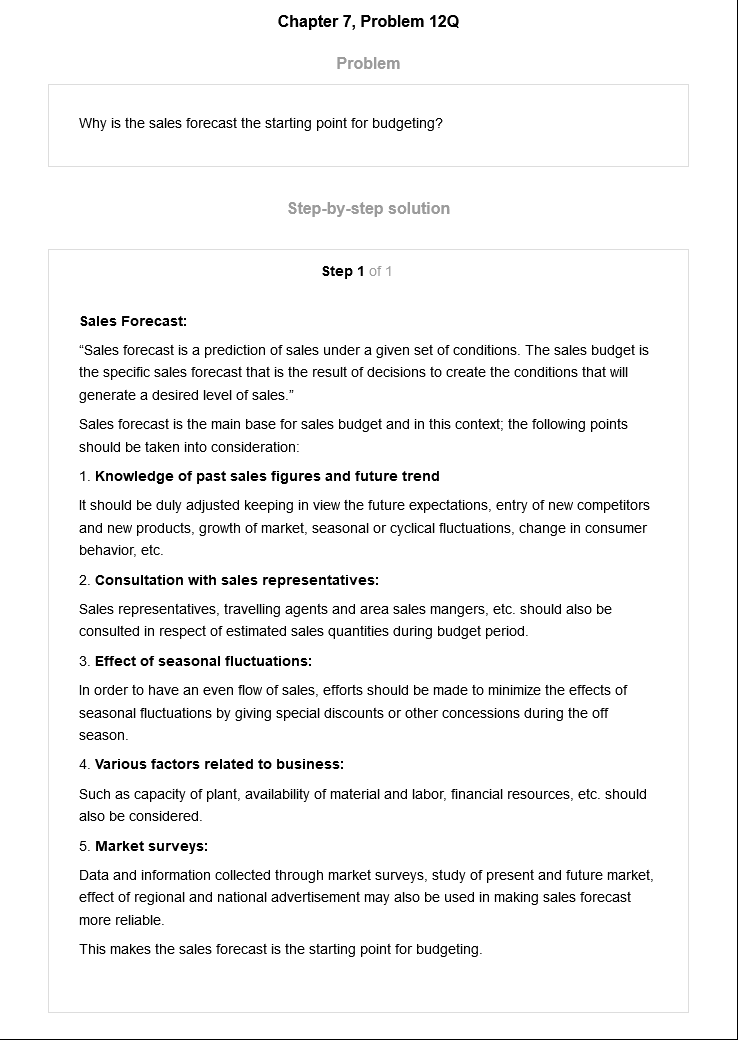 Chapter 7, Problem 12Q
Problem
Why is the sales forecast the starting point for budgeting?
Step-by-step solution
Step 1 of 1
Sales Forecast:
“Sales forecast is a prediction of sales under a given set of conditions. The sales budget is
the specific sales forecast that is the result of decisions to create the conditions that will
generate a desired level of sales.”
Sales forecast is the main base for sales budget and in this context; the following points
should be taken into consideration:
1. Knowledge of past sales figures and future trend
It should be duly adjusted keeping in view the future expectations, entry of new competitors
and new products, growth of market, seasonal or cyclical fluctuations, change in consumer
behavior, etc.
2. Consultation with sales representatives:
Sales representatives, travelling agents and area sales mangers, etc. should also be
consulted in respect of estimated sales quantities during budget period.
3. Effect of seasonal fluctuations:
In order to have an even flow of sales, efforts should be made to minimize the effects of
seasonal fluctuations by giving special discounts or other concessions during the off
season.
4. Various factors related to business:
Such as capacity of plant, availability of material and labor, financial resources, etc. should
also be considered.
5. Market surveys:
Data and information collected through market surveys, study of present and future market,
effect of regional and national advertisement may also be used in making sales forecast
more reliable.
This makes the sales forecast is the starting point for budgeting.